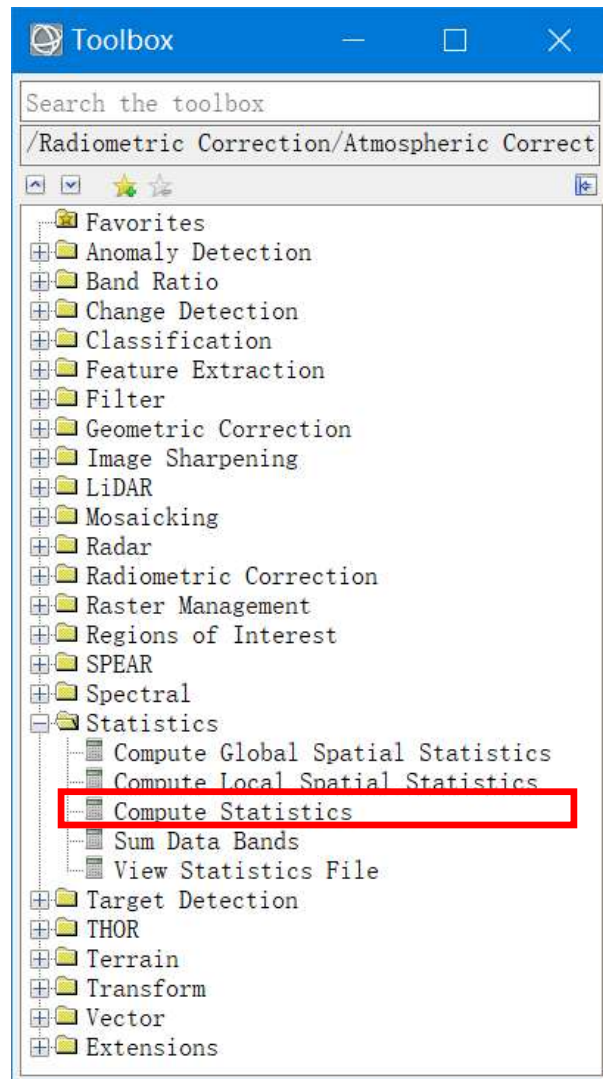 Toolbox
Search the toolbox
/Radiometric Correction/Atmospheric Correct
Favorites
Anomaly Detection
Band Ratio
Change Detection
Classification
Feature Extraction
Filter
Geometric Correction
Image Sharpening
LiDAR
Mosaicking
Radar
Radiometric Correction
Raster Management
Regions of Interest
SPEAR
Spectral
Statistics
Compute Global Spatial Statistics
Compute Local Spatial Statistics
Compute Statistics
Sum Data Bands
View Statistics File
Target Detection
THOR
Terrain
Transform
Vector
Extensions